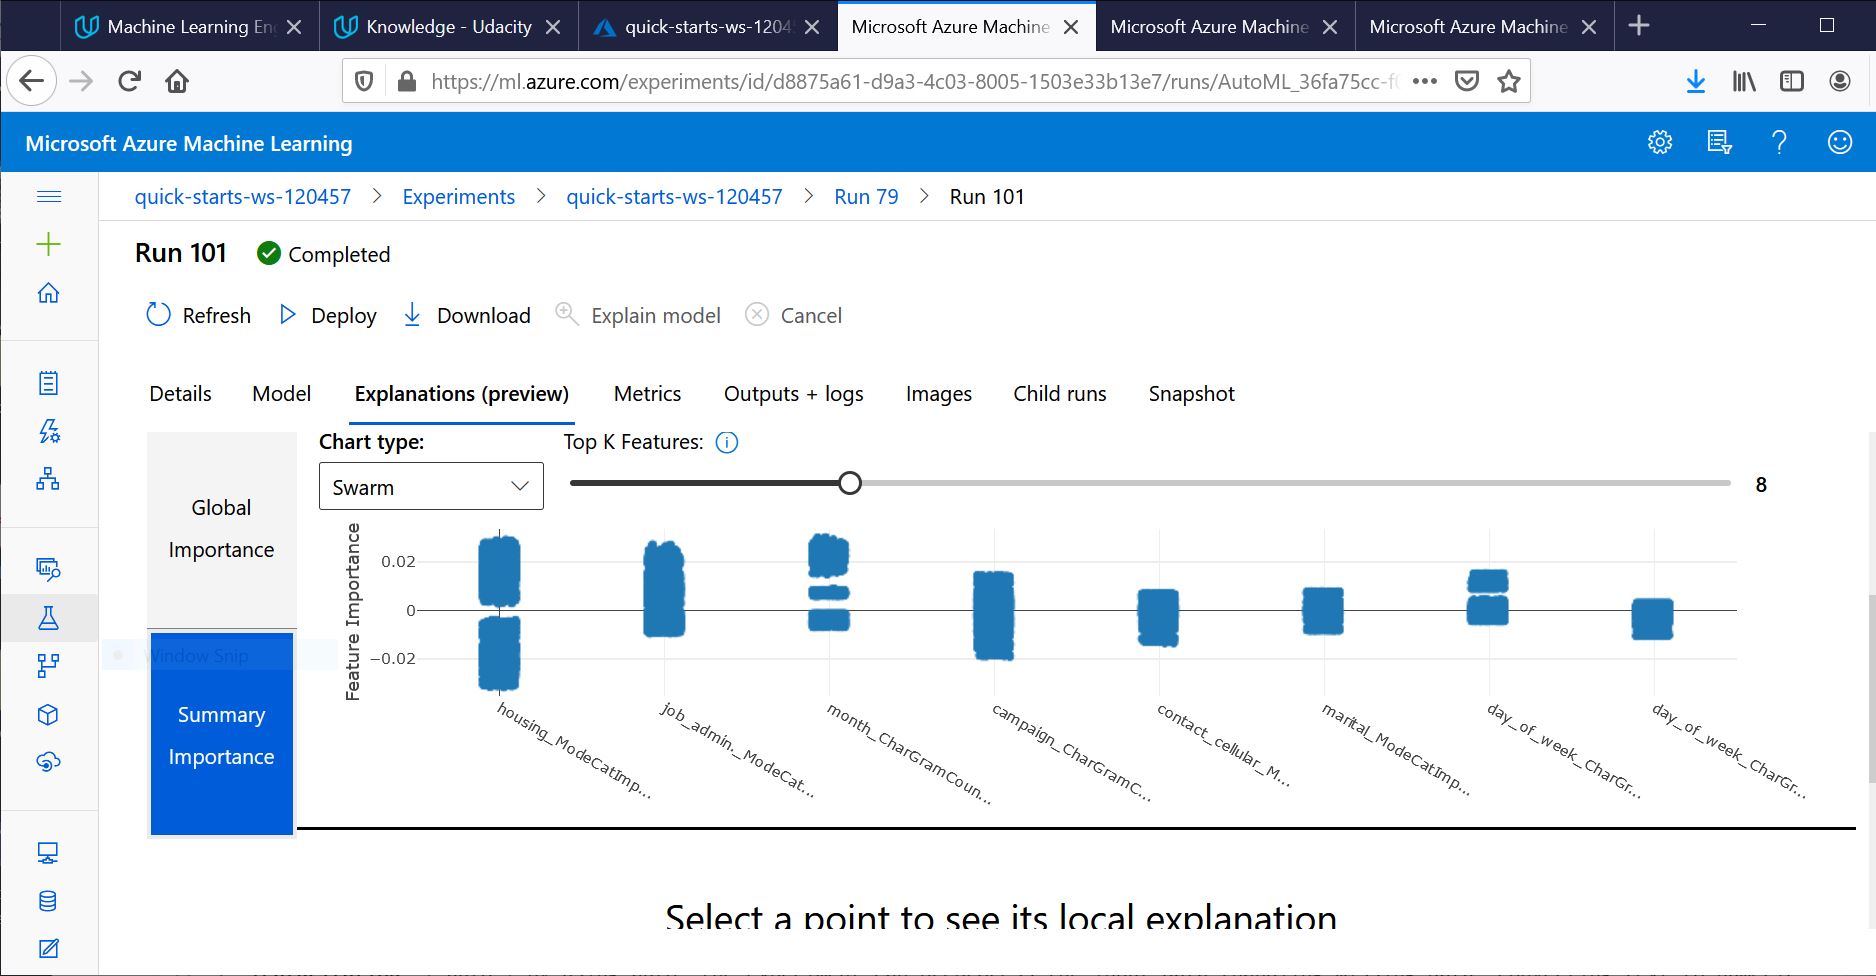 Machine Learning En
Knowledge - Udacity
quick-starts-ws-1204
Microsoft Azure Machine
Microsoft Azure Machine
Microsoft Azure Machine
https://ml.azure.com/experiments/id/d8875a61-d9a3-4c03-8005-1503e33b13e7/runs/AutoML_36fa75cc-f
Microsoft Azure Machine Learning
quick-starts-ws-120457 > Experiments > quick-starts-ws-120457 > Run 79 > Run 101
Run 101 Completed
Refresh Deploy Download Explain model Cancel
Details Model Explanations (preview) Metrics Outputs + logs Images Child runs Snapshot
Global
Importance
Window Snip
Summary
Importance
Chart type:
Swarm
Top K Features:
8
Feature Importance
0.02
0
−0.02
housing_ModeCatImp...
job_admin._ModeCat...
month_CharGramCoun...
campaign_CharGramC...
contact_cellular_M...
marital_ModeCatImp...
day_of_week_CharGr...
day_of_week_CharGr...
Select a point to see its local explanation